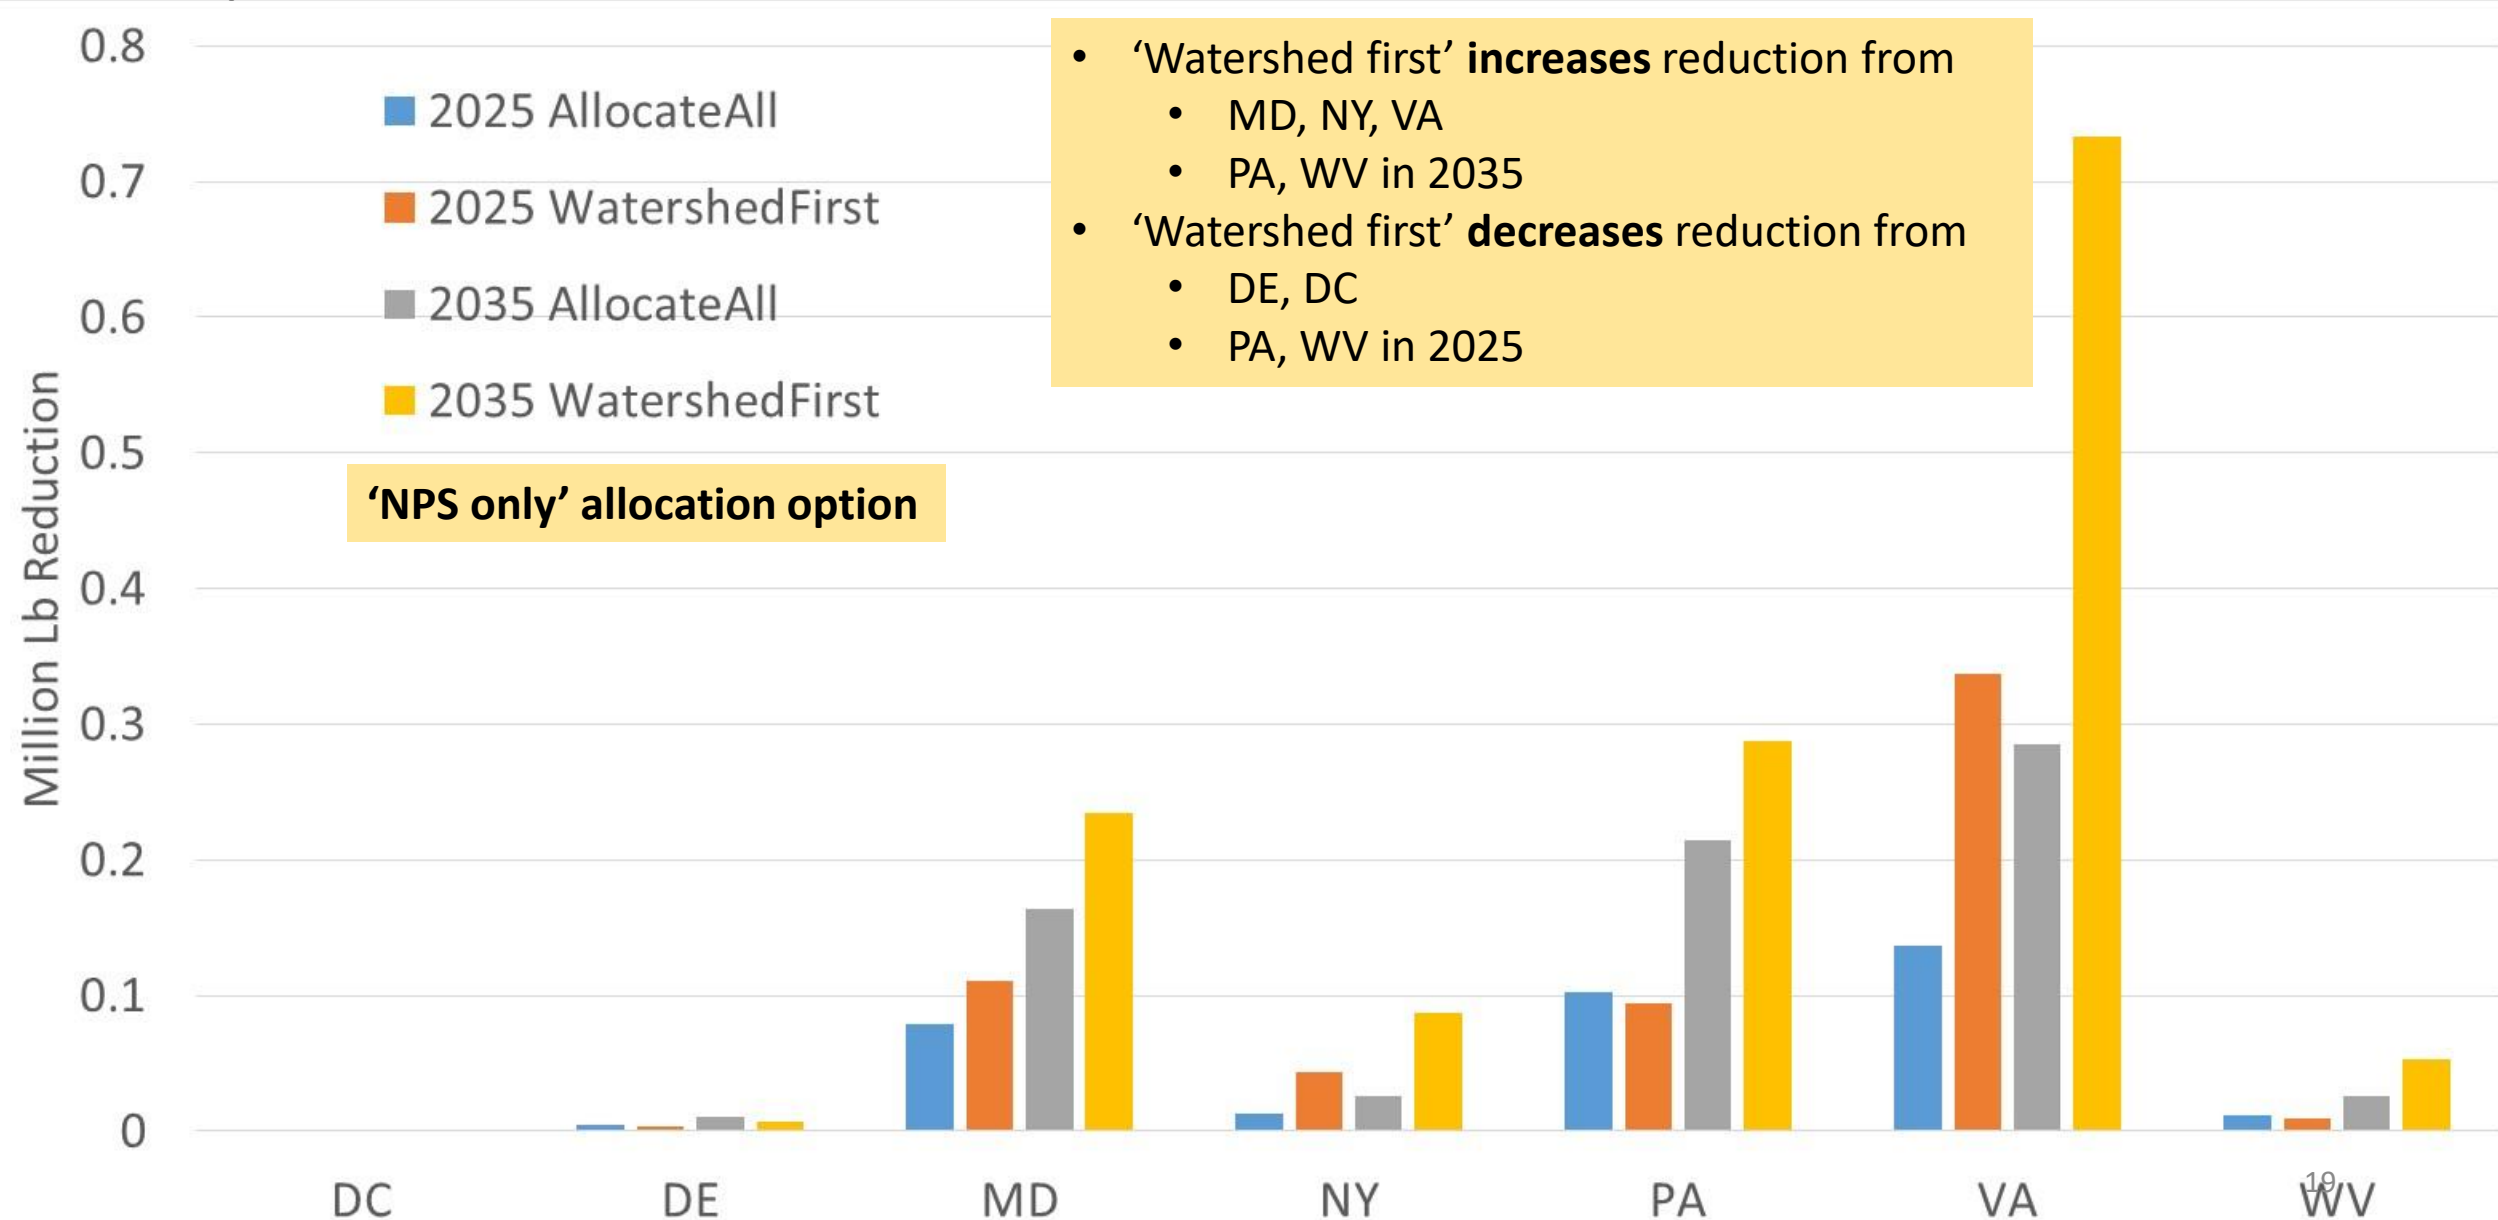 0.8
0.7
0.6
0.5
0.4
0.3
0.2
0.1
0
Million Lb Reduction
2025 AllocateAll
2025 WatershedFirst
2035 AllocateAll
2035 WatershedFirst
‘NPS only’ allocation option
• ‘Watershed first’ increases reduction from
• MD, NY, VA
• PA, WV in 2035
• ‘Watershed first’ decreases reduction from
• DE, DC
• PA, WV in 2025
DC DE MD NY PA VA WV
19